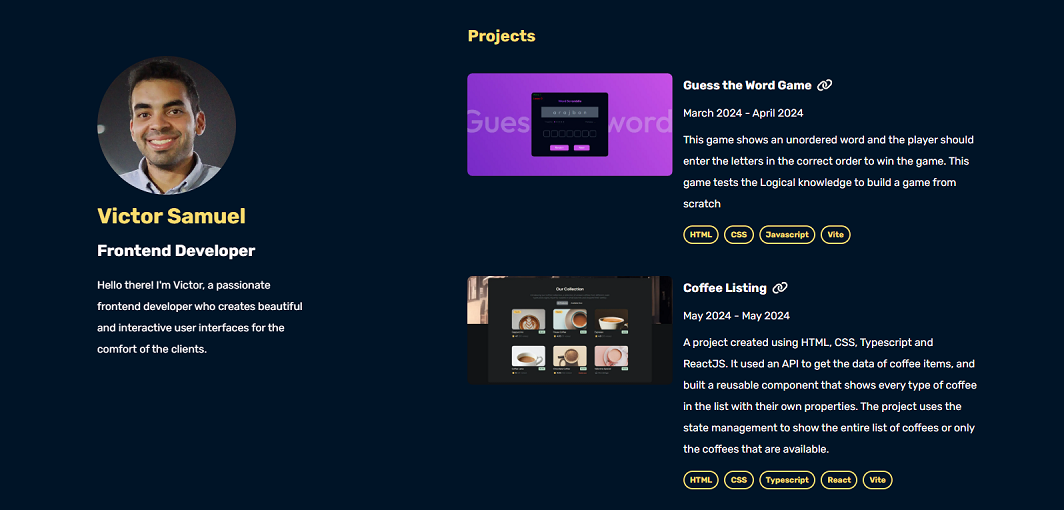 Victor Samuel
Frontend Developer
Hello there! I'm Victor, a passionate
frontend developer who creates beautiful
and interactive user interfaces for the
comfort of the clients.
Projects
Guess the Word Game
March 2024 - April 2024
This game shows an unordered word and the player should
enter the letters in the correct order to win the game. This
game tests the Logical knowledge to build a game from
scratch
HTML CSS Javascript Vite
Our Collection
Coffee Listing
May 2024 - May 2024
A project created using HTML, CSS, Typescript and
ReactJS. It used an API to get the data of coffee items, and
built a reusable component that shows every type of coffee
in the list with their own properties. The project uses the
state management to show the entire list of coffees or only
the coffees that are available.
HTML CSS Typescript React Vite